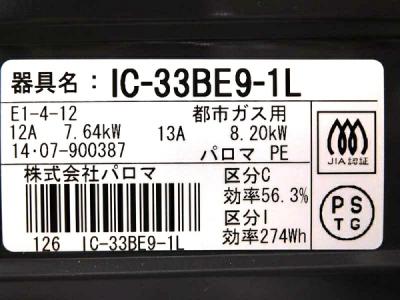 器具名：IC-33BE9-1L
E1-4-12 都市ガス用
12A 7.64kW 13A 8.20kW
14·07-900387 パロマ PE
JIA認証
株式会社パロマ
区分C
効率56.3%
区分I
効率274Wh
PS
TG
126 IC-33BE9-1L